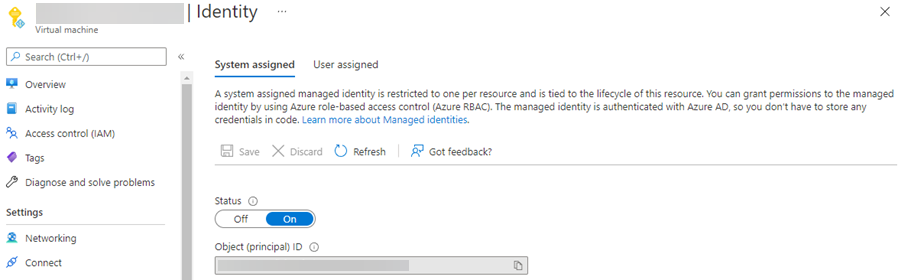 | Identity ...
Virtual machine
Search (Ctrl+/)
«
Overview
Activity log
Access control (IAM)
Tags
Diagnose and solve problems
Settings
Networking
Connect
System assigned User assigned
A system assigned managed identity is restricted to one per resource and is tied to the lifecycle of this resource. You can grant permissions to the managed
identity by using Azure role-based access control (Azure RBAC). The managed identity is authenticated with Azure AD, so you don't have to store any
credentials in code. Learn more about Managed identities.
Save Discard Refresh Got feedback?
Status
Off On
Object (principal) ID